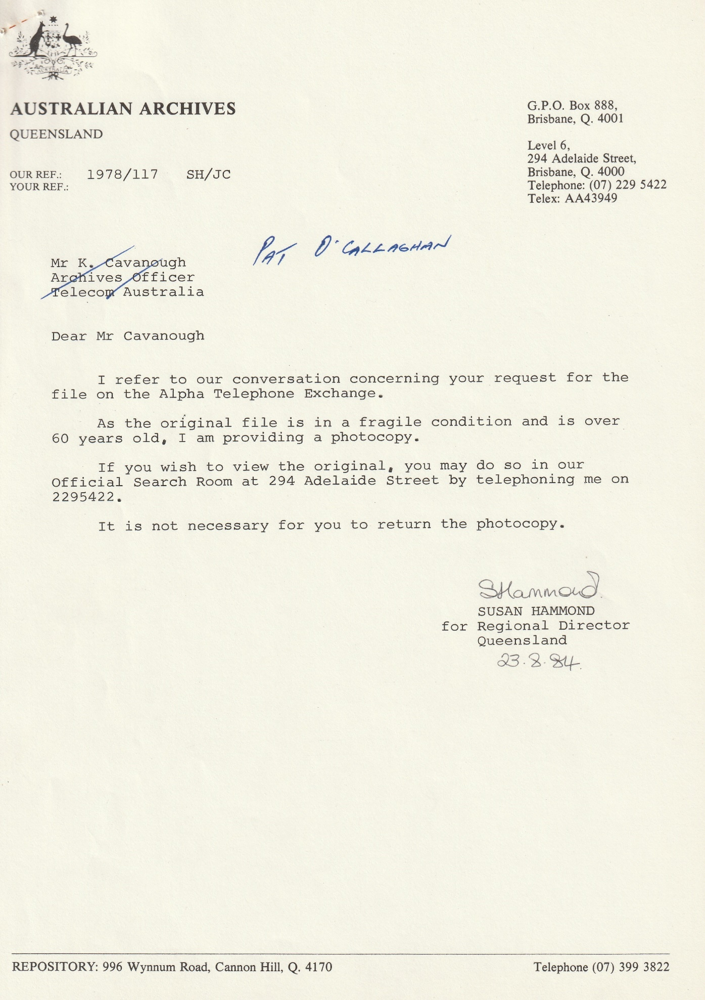 AUSTRALIA
AUSTRALIAN ARCHIVES
QUEENSLAND
OUR REF.: 1978/117 SH/JC
YOUR REF.:
G.P.O. Box 888,
Brisbane, Q. 4001
Level 6,
294 Adelaide Street,
Brisbane, Q. 4000
Telephone: (07) 229 5422
Telex: AA43949
PAT O'CALLAGHAN
Mr K. Cavanough
Archives Officer
Telecom Australia
Dear Mr Cavanough
I refer to our conversation concerning your request for the
file on the Alpha Telephone Exchange.
As the original file is in a fragile condition and is over
60 years old, I am providing a photocopy.
If you wish to view the original, you may do so in our
Official Search Room at 294 Adelaide Street by telephoning me on
2295422.
It is not necessary for you to return the photocopy.
SHammond.
SUSAN HAMMOND
for Regional Director
Queensland
23.8.84.
REPOSITORY: 996 Wynnum Road, Cannon Hill, Q. 4170
Telephone (07) 399 3822